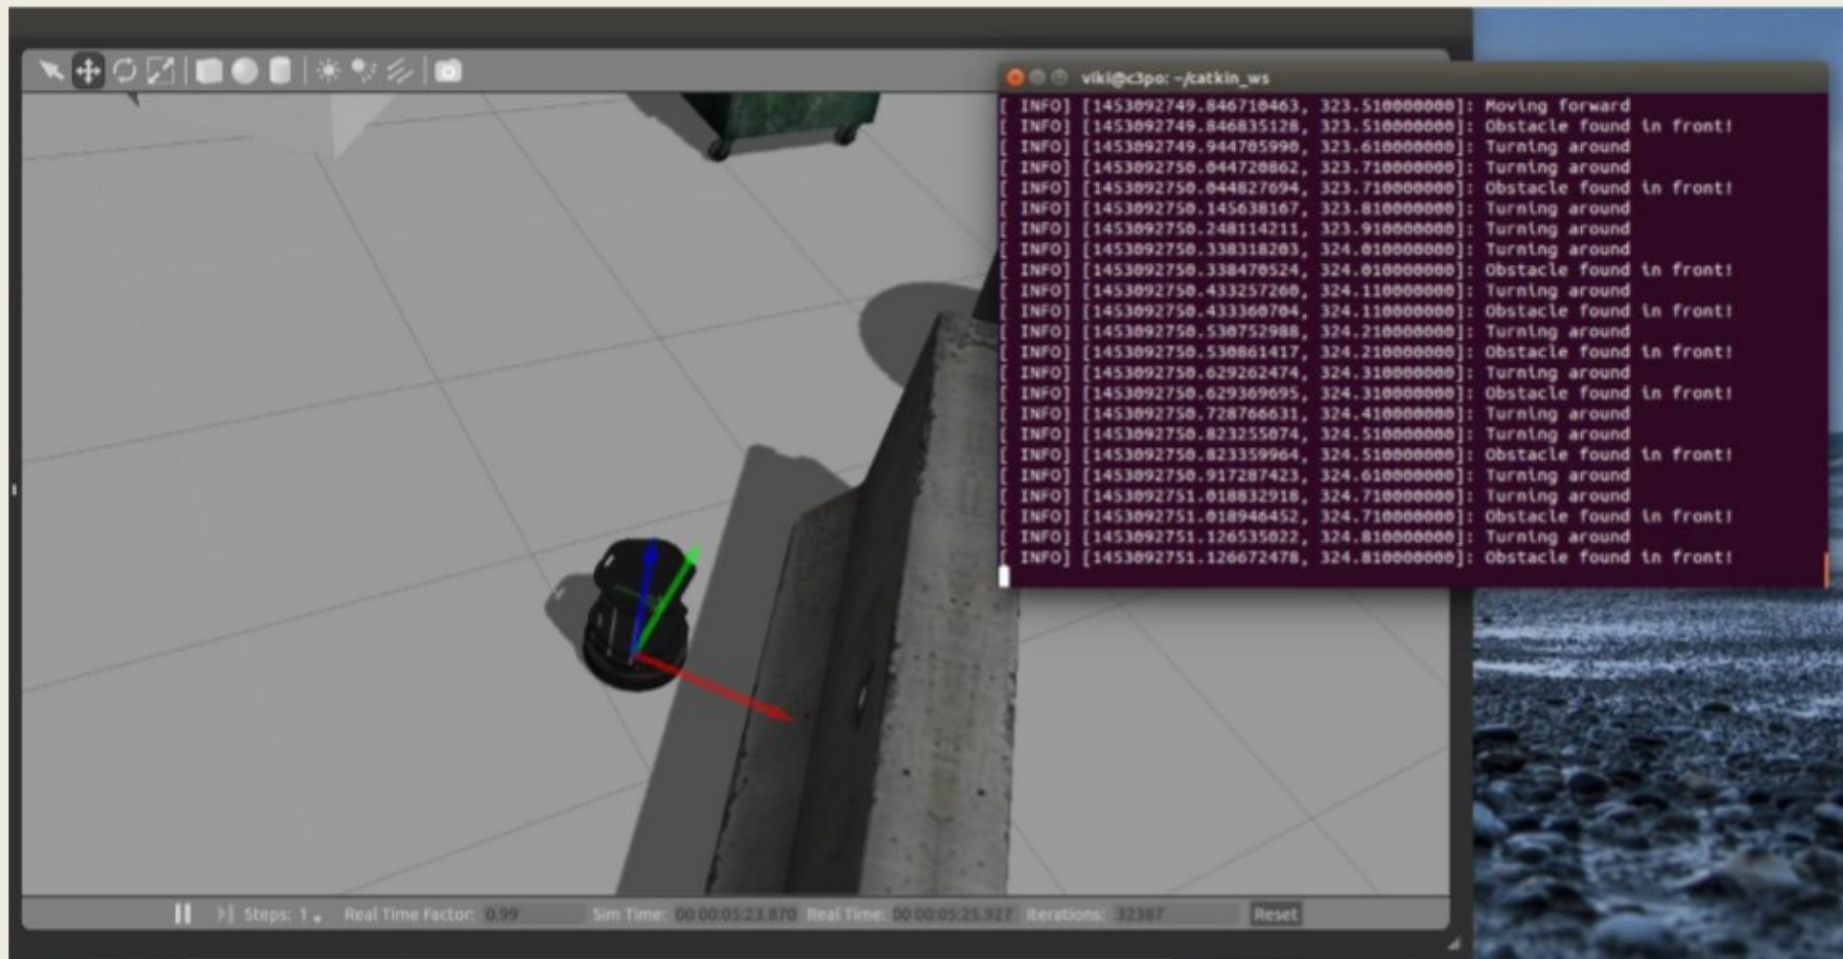 viki@c3po: ~/catkin_ws
[ INFO] [1453092749.846710463, 323.510000000]: Moving forward
[ INFO] [1453092749.846835128, 323.510000000]: Obstacle found in front!
[ INFO] [1453092749.944705990, 323.610000000]: Turning around
[ INFO] [1453092750.044720862, 323.710000000]: Turning around
[ INFO] [1453092750.044827694, 323.710000000]: Obstacle found in front!
[ INFO] [1453092750.145638167, 323.810000000]: Turning around
[ INFO] [1453092750.248114211, 323.910000000]: Turning around
[ INFO] [1453092750.338318203, 324.010000000]: Turning around
[ INFO] [1453092750.338470524, 324.010000000]: Obstacle found in front!
[ INFO] [1453092750.433257260, 324.110000000]: Turning around
[ INFO] [1453092750.433360704, 324.110000000]: Obstacle found in front!
[ INFO] [1453092750.530752988, 324.210000000]: Turning around
[ INFO] [1453092750.530861417, 324.210000000]: Obstacle found in front!
[ INFO] [1453092750.629262474, 324.310000000]: Turning around
[ INFO] [1453092750.629369695, 324.310000000]: Obstacle found in front!
[ INFO] [1453092750.728766631, 324.410000000]: Turning around
[ INFO] [1453092750.823255074, 324.510000000]: Turning around
[ INFO] [1453092750.823359964, 324.510000000]: Obstacle found in front!
[ INFO] [1453092750.917287423, 324.610000000]: Turning around
[ INFO] [1453092751.018832918, 324.710000000]: Turning around
[ INFO] [1453092751.018946452, 324.710000000]: Obstacle found in front!
[ INFO] [1453092751.126535022, 324.810000000]: Turning around
[ INFO] [1453092751.126672478, 324.810000000]: Obstacle found in front!
Steps: 1 Real Time Factor: 0.99 Sim Time: 00 00:05:23.870 Real Time: 00 00:05:25.927 Iterations: 32387 Reset